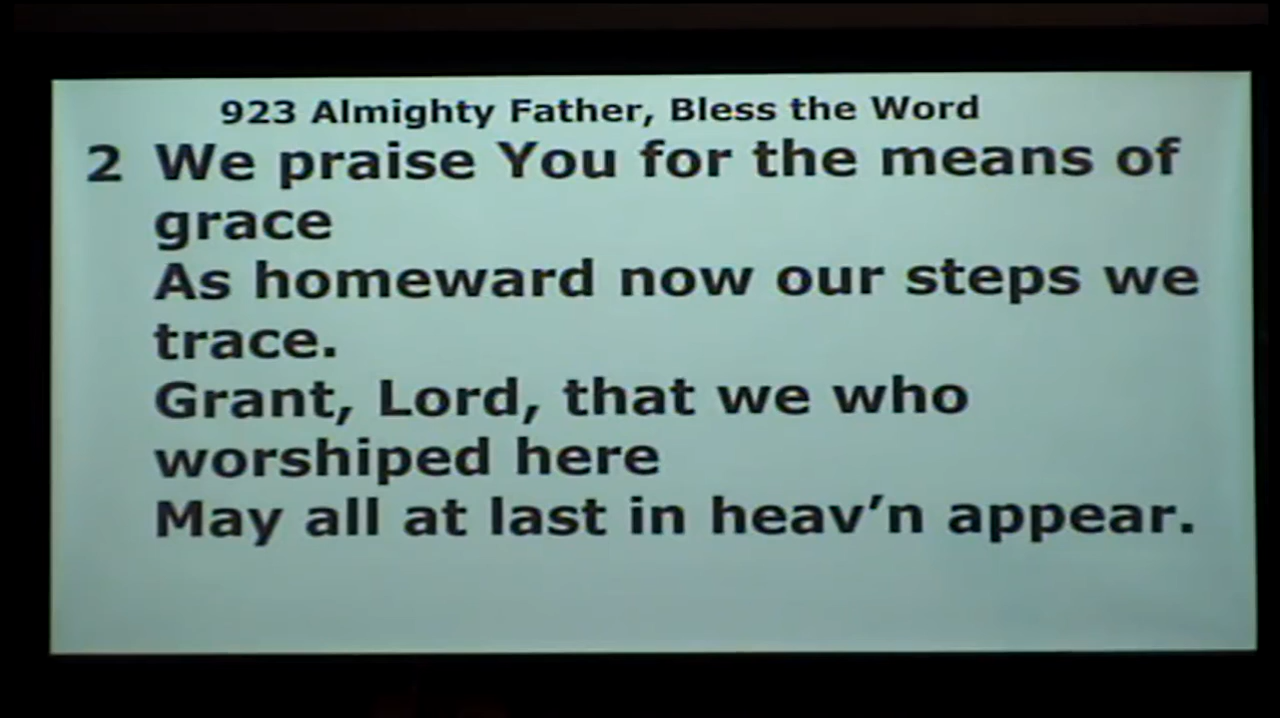 923 Almighty Father, Bless the Word
2 We praise You for the means of
grace
As homeward now our steps we
trace.
Grant, Lord, that we who
worshiped here
May all at last in heav’n appear.